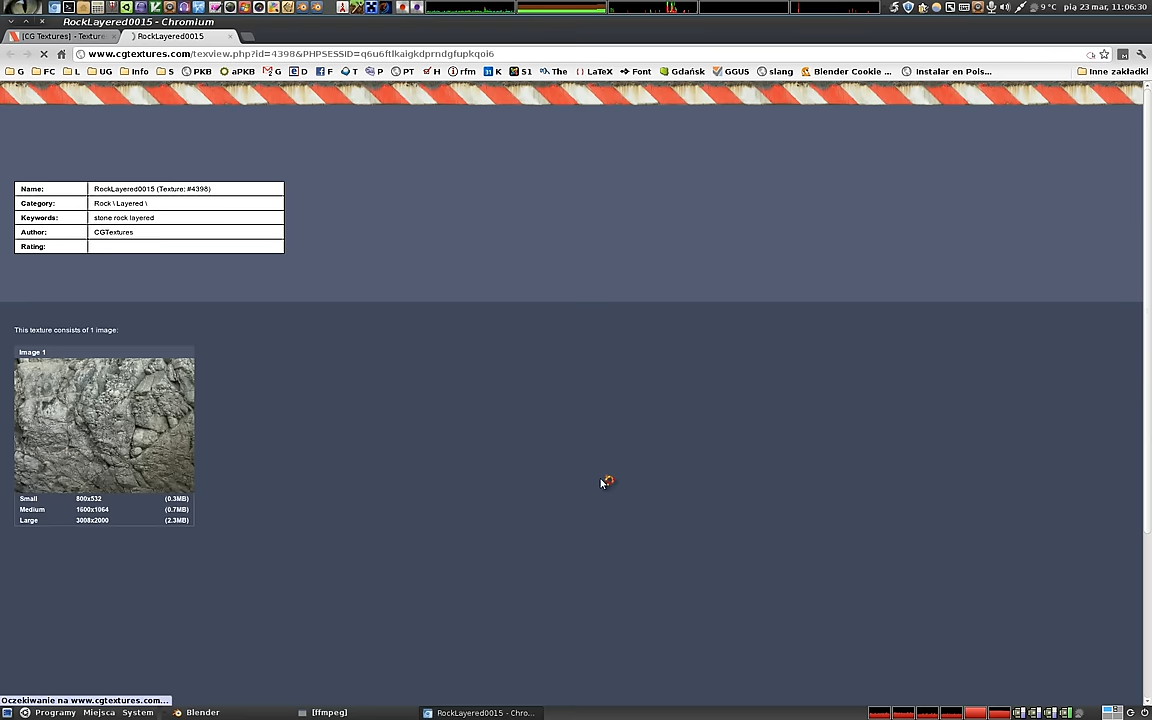 9 °C pią 23 mar, 11:06:30
RockLayered0015 - Chromium
[CG Textures] - Texture
RockLayered0015
www.cgtextures.com/texview.php?id=4398&PHPSESSID=q6u6ftlkaigkdprndgfupkqoi6
G FC L UG Info S PKB aPKB G D F T P PT H rfm K S1 The LaTeX Font Gdańsk GGUS slang Blender Cookie ... Instalar en Pols... Inne zakładki
Name: RockLayered0015 (Texture: #4398)
Category: Rock \ Layered \
Keywords: stone rock layered
Author: CGTextures
Rating:
This texture consists of 1 image:
Image 1
Small 800x532 (0.3MB)
Medium 1600x1064 (0.7MB)
Large 3008x2000 (2.3MB)
Oczekiwanie na www.cgtextures.com...
Programy Miejsca System Blender [ffmpeg] RockLayered0015 - Chro...